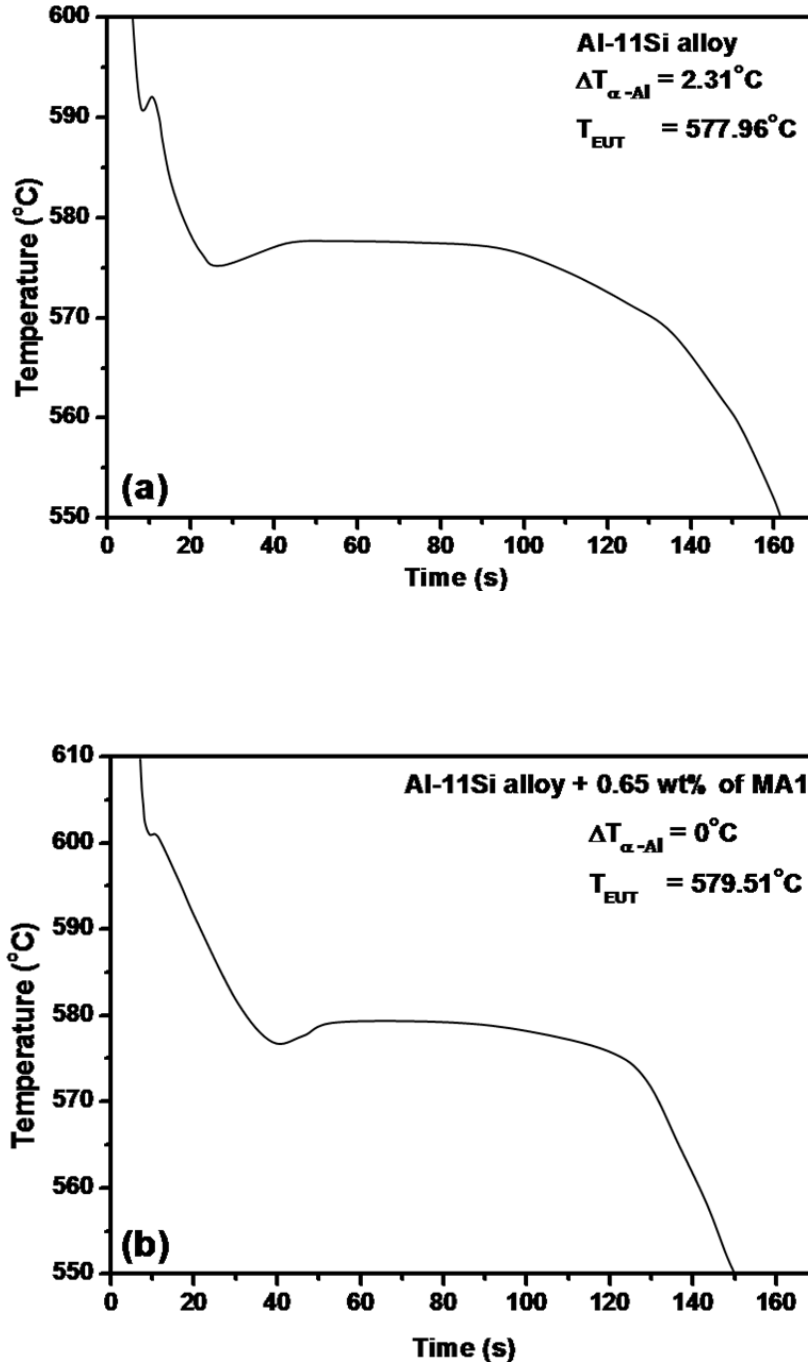 600
590
580
570
560
550
Temperature (°C)
Al-11Si alloy
ΔTα-Al = 2.31°C
TEUT = 577.96°C
(a)
0 20 40 60 80 100 120 140 160
Time (s)
610
600
590
580
570
560
550
Temperature (°C)
Al-11Si alloy + 0.65 wt% of MA1
ΔTα-Al = 0°C
TEUT = 579.51°C
(b)
0 20 40 60 80 100 120 140 160
Time (s)